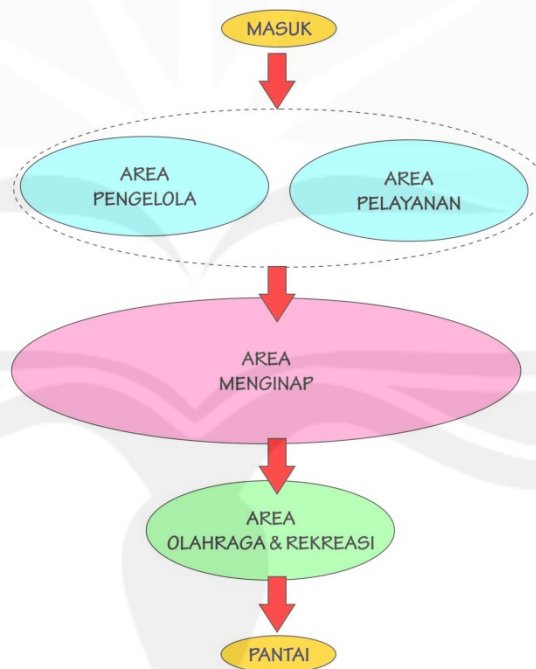 MASUK
AREA
PENGELOLA
AREA
PELAYANAN
AREA
MENGINAP
AREA
OLAHRAGA & REKREASI
PANTAI